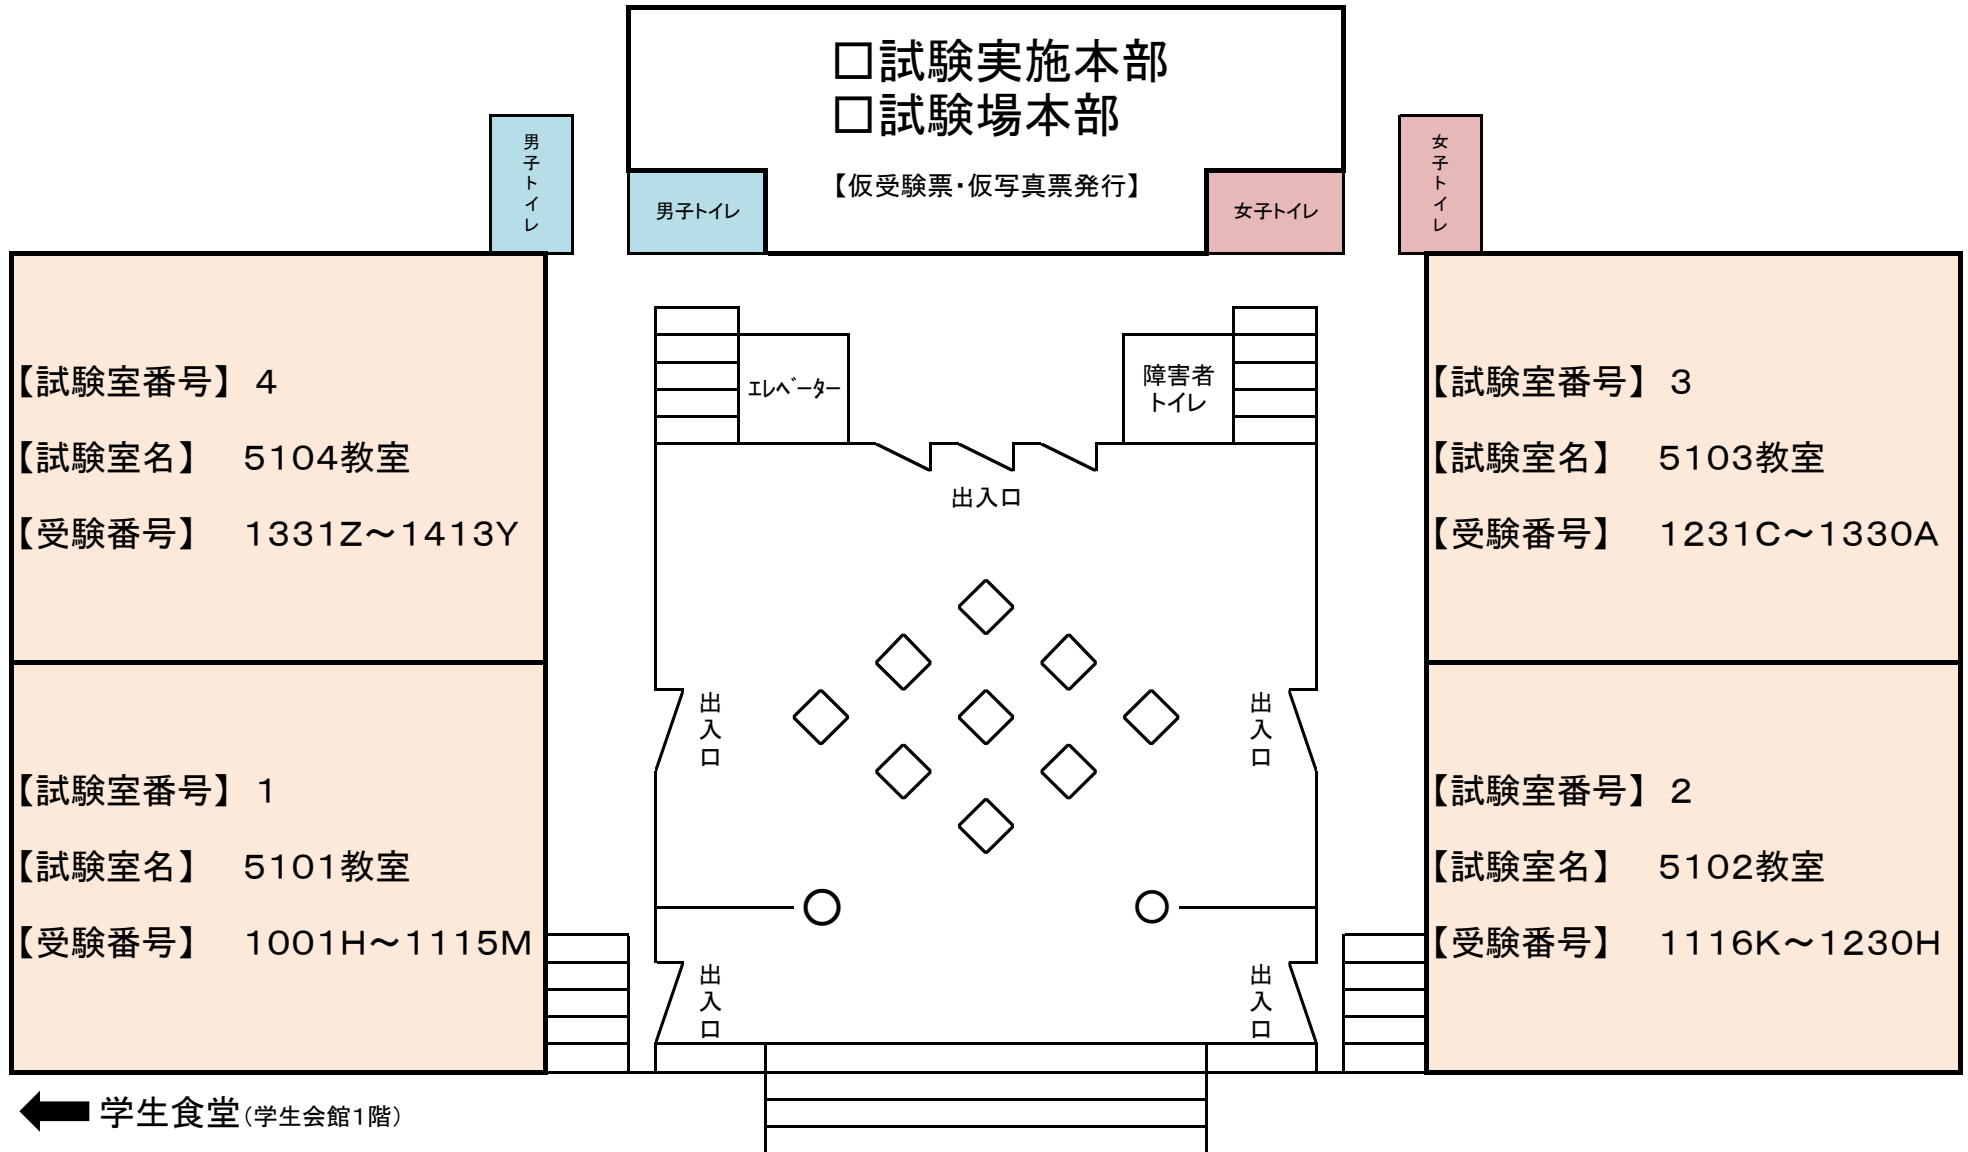 □試験実施本部
□試験場本部
【仮受験票・仮写真票発行】
男子トイレ
男子トイレ
女子トイレ
女子トイレ
【試験室番号】 4
【試験室名】 5104教室
【受験番号】 1331Z～1413Y
エレベーター
障害者
トイレ
【試験室番号】 3
【試験室名】 5103教室
【受験番号】 1231C～1330A
出入口
出入口
出入口
【試験室番号】 1
【試験室名】 5101教室
【受験番号】 1001H～1115M
【試験室番号】 2
【試験室名】 5102教室
【受験番号】 1116K～1230H
出入口
出入口
学生食堂(学生会館1階)